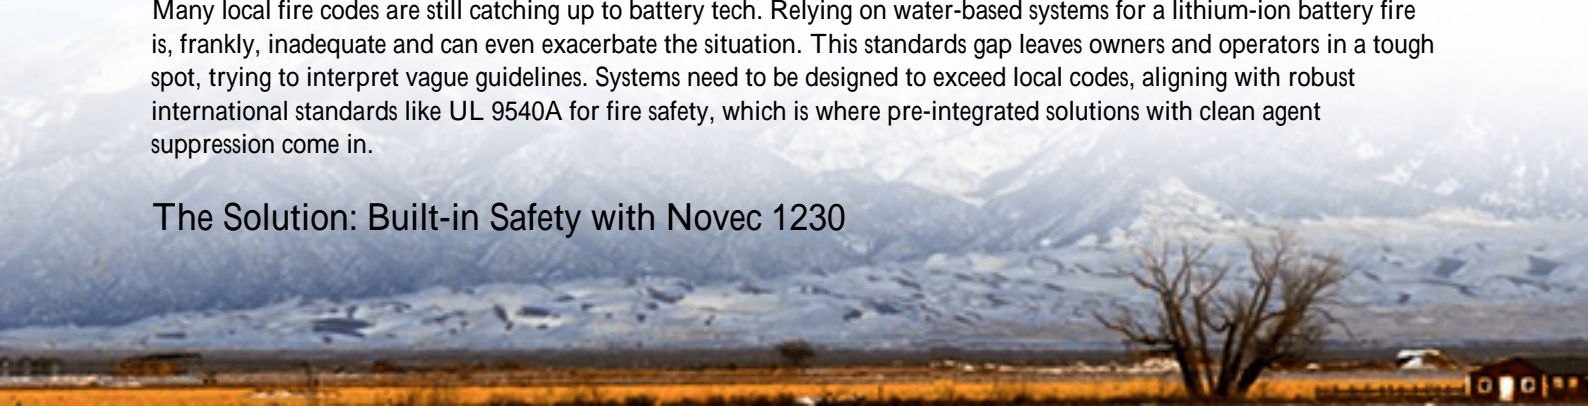 Many local fire codes are still catching up to battery tech. Relying on water-based systems for a lithium-ion battery fire
is, frankly, inadequate and can even exacerbate the situation. This standards gap leaves owners and operators in a tough
spot, trying to interpret vague guidelines. Systems need to be designed to exceed local codes, aligning with robust
international standards like UL 9540A for fire safety, which is where pre-integrated solutions with clean agent
suppression come in.
The Solution: Built-in Safety with Novec 1230